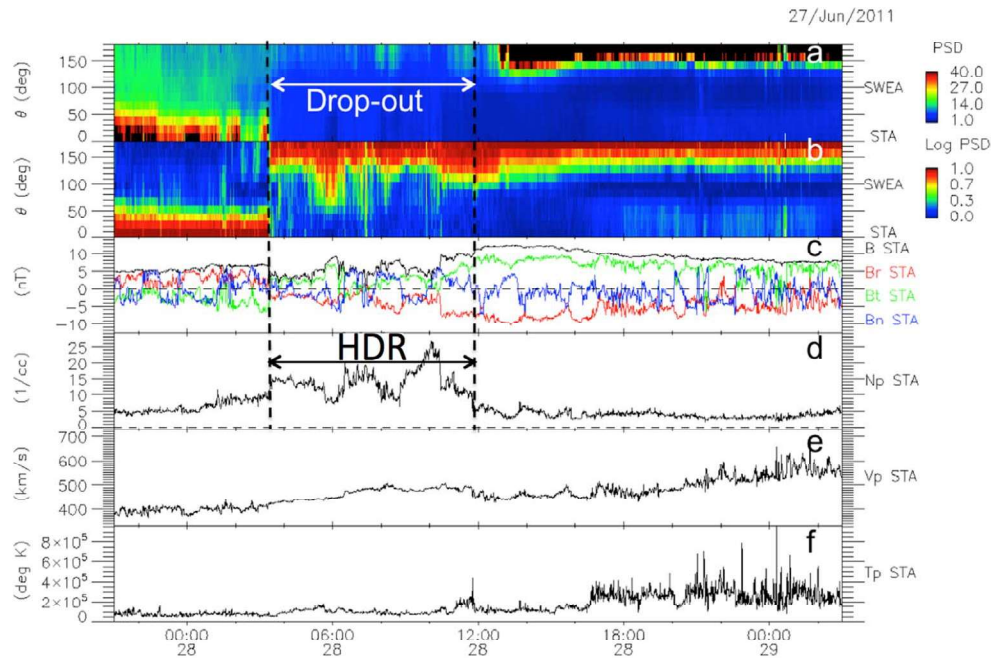 27/Jun/2011
a
150
100
50
0
θ (deg)
Drop-out
SWEA
STA
PSD
40.0
27.0
14.0
1.0
b
150
100
50
0
θ (deg)
SWEA
STA
Log PSD
1.0
0.7
0.3
0.0
c
10
5
0
-5
-10
(nT)
B STA
Br STA
Bt STA
Bn STA
d
HDR
25
20
15
10
5
0
(1/cc)
Np STA
e
700
600
500
400
(km/s)
Vp STA
f
8×10⁵
6×10⁵
4×10⁵
2×10⁵
0
(deg K)
Tp STA
00:00 06:00 12:00 18:00 00:00
28 28 28 28 29